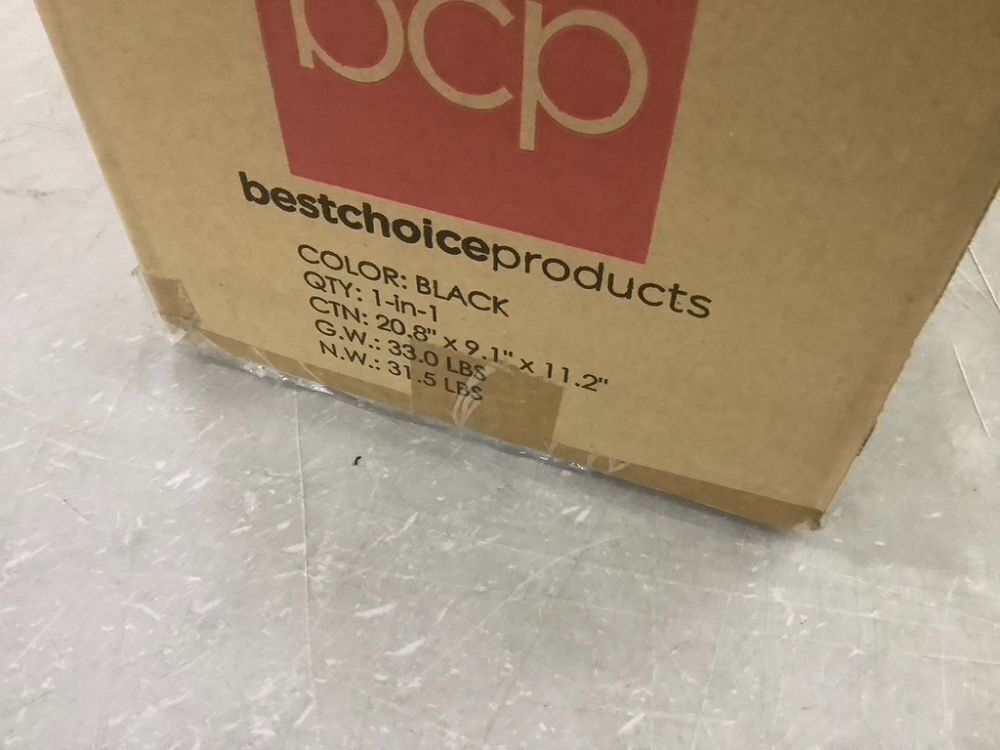 bcp
bestchoiceproducts
COLOR: BLACK
QTY: 1-in-1
CTN: 20.8" x 9.1" x 11.2"
G.W.: 33.0 LBS
N.W.: 31.5 LBS